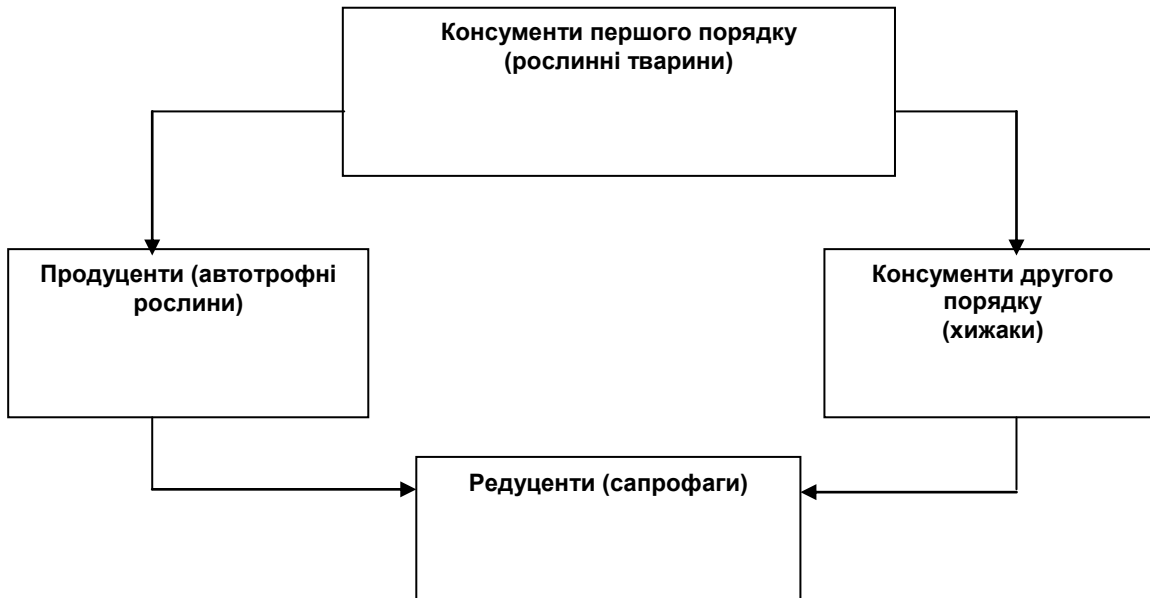 Консументи першого порядку
(рослинні тварини)
Продуценти (автотрофні
рослини)
Консументи другого
порядку
(хижаки)
Редуценти (сапрофаги)